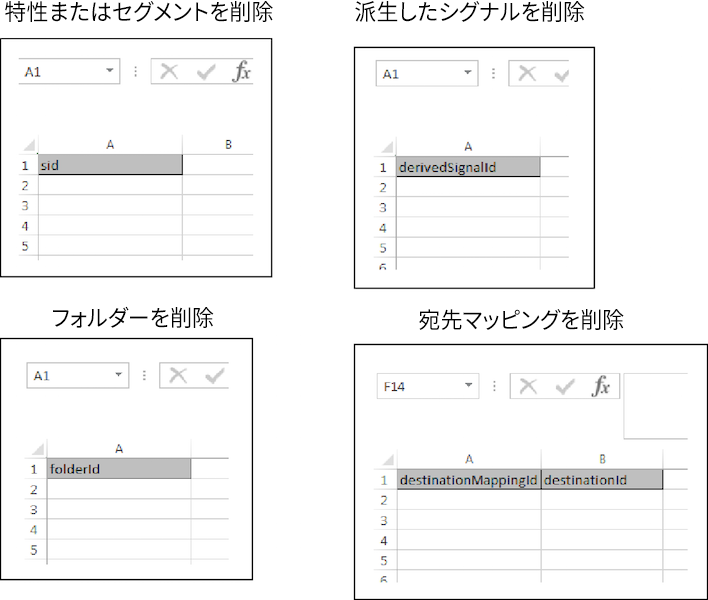 特性またはセグメントを削除
A1
fx
A B
1 sid
2
3
4
5
派生したシグナルを削除
A1
A
1 derivedSignalId
2
3
4
5
6
フォルダーを削除
A1
A
1 folderId
2
3
4
5
宛先マッピングを削除
F14
fx
A B
1 destinationMappingId destinationId
2
3
4
5
6